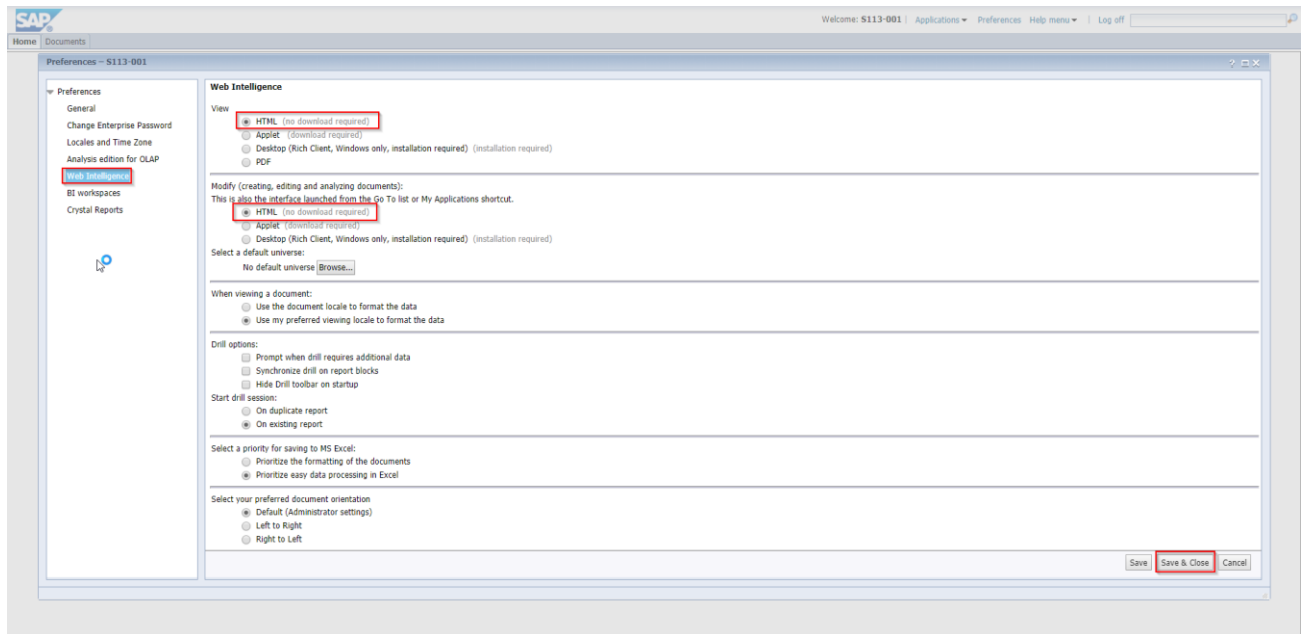 SAP
Welcome: S113-001 | Applications Preferences Help menu | Log off
Home Documents
Preferences – S113-001
Preferences
General
Change Enterprise Password
Locales and Time Zone
Analysis edition for OLAP
Web Intelligence
BI workspaces
Crystal Reports
Web Intelligence
View
HTML (no download required)
Applet (download required)
Desktop (Rich Client, Windows only, installation required) (installation required)
PDF
Modify (creating, editing and analyzing documents):
This is also the interface launched from the Go To list or My Applications shortcut.
HTML (no download required)
Applet (download required)
Desktop (Rich Client, Windows only, installation required) (installation required)
Select a default universe:
No default universe Browse...
When viewing a document:
Use the document locale to format the data
Use my preferred viewing locale to format the data
Drill options:
Prompt when drill requires additional data
Synchronize drill on report blocks
Hide Drill toolbar on startup
Start drill session:
On duplicate report
On existing report
Select a priority for saving to MS Excel:
Prioritize the formatting of the documents
Prioritize easy data processing in Excel
Select your preferred document orientation
Default (Administrator settings)
Left to Right
Right to Left
Save Save & Close Cancel